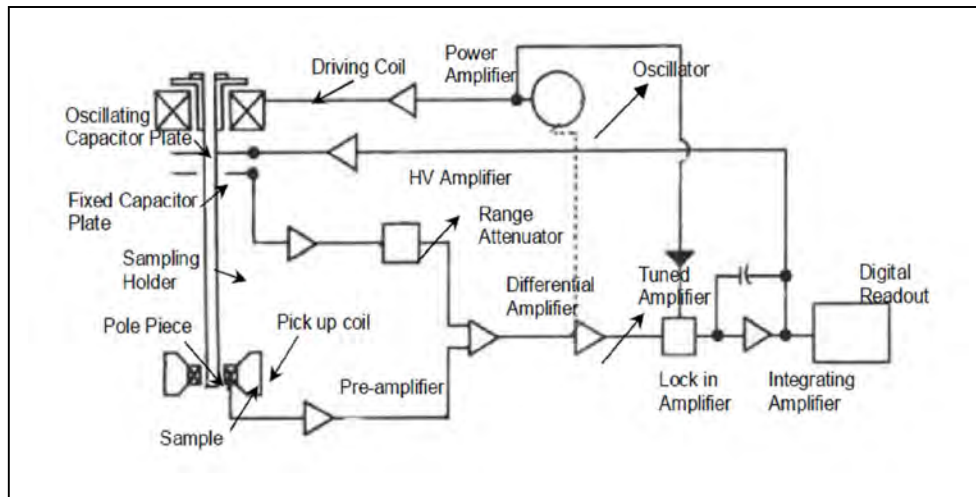 Power
Amplifier
Driving Coil
Oscillator
Oscillating
Capacitor Plate
HV Amplifier
Fixed Capacitor
Plate
Range
Attenuator
Sampling
Holder
Differential
Amplifier
Tuned
Amplifier
Digital
Readout
Pole Piece
Pick up coil
Pre-amplifier
Lock in
Amplifier
Integrating
Amplifier
Sample